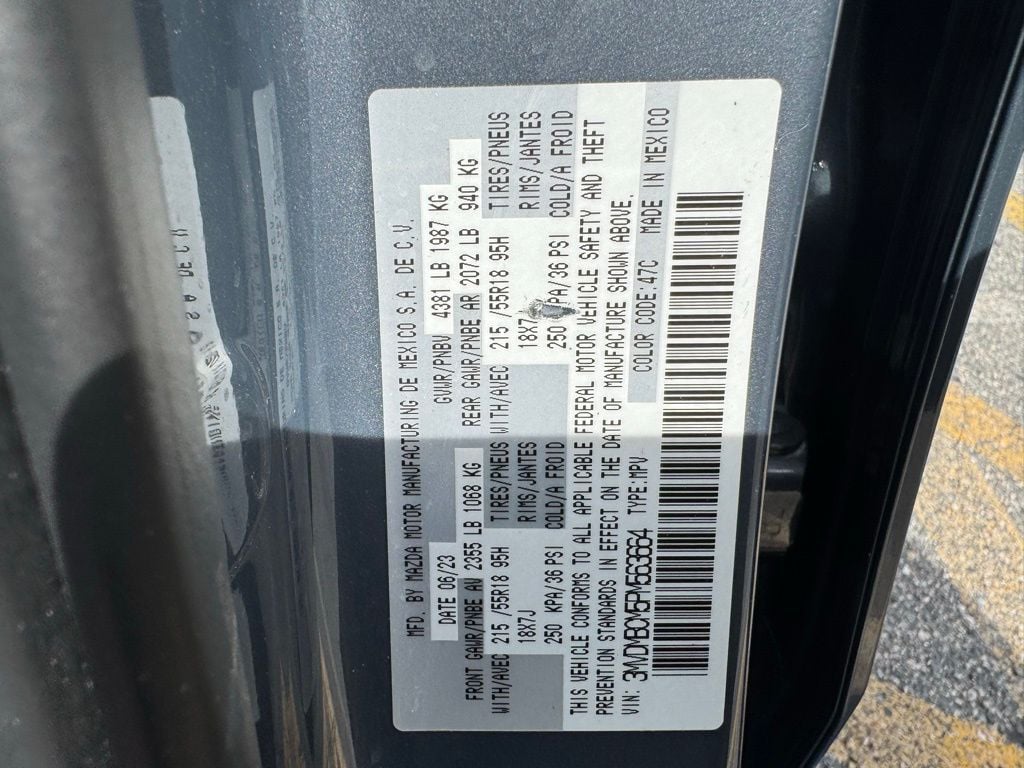 MFD. BY MAZDA MOTOR MANUFACTURING DE MEXICO S.A. DE C.V.
DATE 06/23 GVWR/PNBV 4381 LB 1987 KG
FRONT GAWR/PNBE AV 2355 LB 1068 KG REAR GAWR/PNBE AR 2072 LB 940 KG
WITH/AVEC 215 /55R18 95H TIRES/PNEUS WITH/AVEC 215 /55R18 95H TIRES/PNEUS
18X7J RIMS/JANTES 18X7J RIMS/JANTES
250 KPA/36 PSI COLD/A FROID 250 KPA/36 PSI COLD/A FROID
THIS VEHICLE CONFORMS TO ALL APPLICABLE FEDERAL MOTOR VEHICLE SAFETY AND THEFT
PREVENTION STANDARDS IN EFFECT ON THE DATE OF MANUFACTURE SHOWN ABOVE.
VIN: 3MVDMBCM5PM563664 TYPE:MPV COLOR CODE:47C MADE IN MEXICO